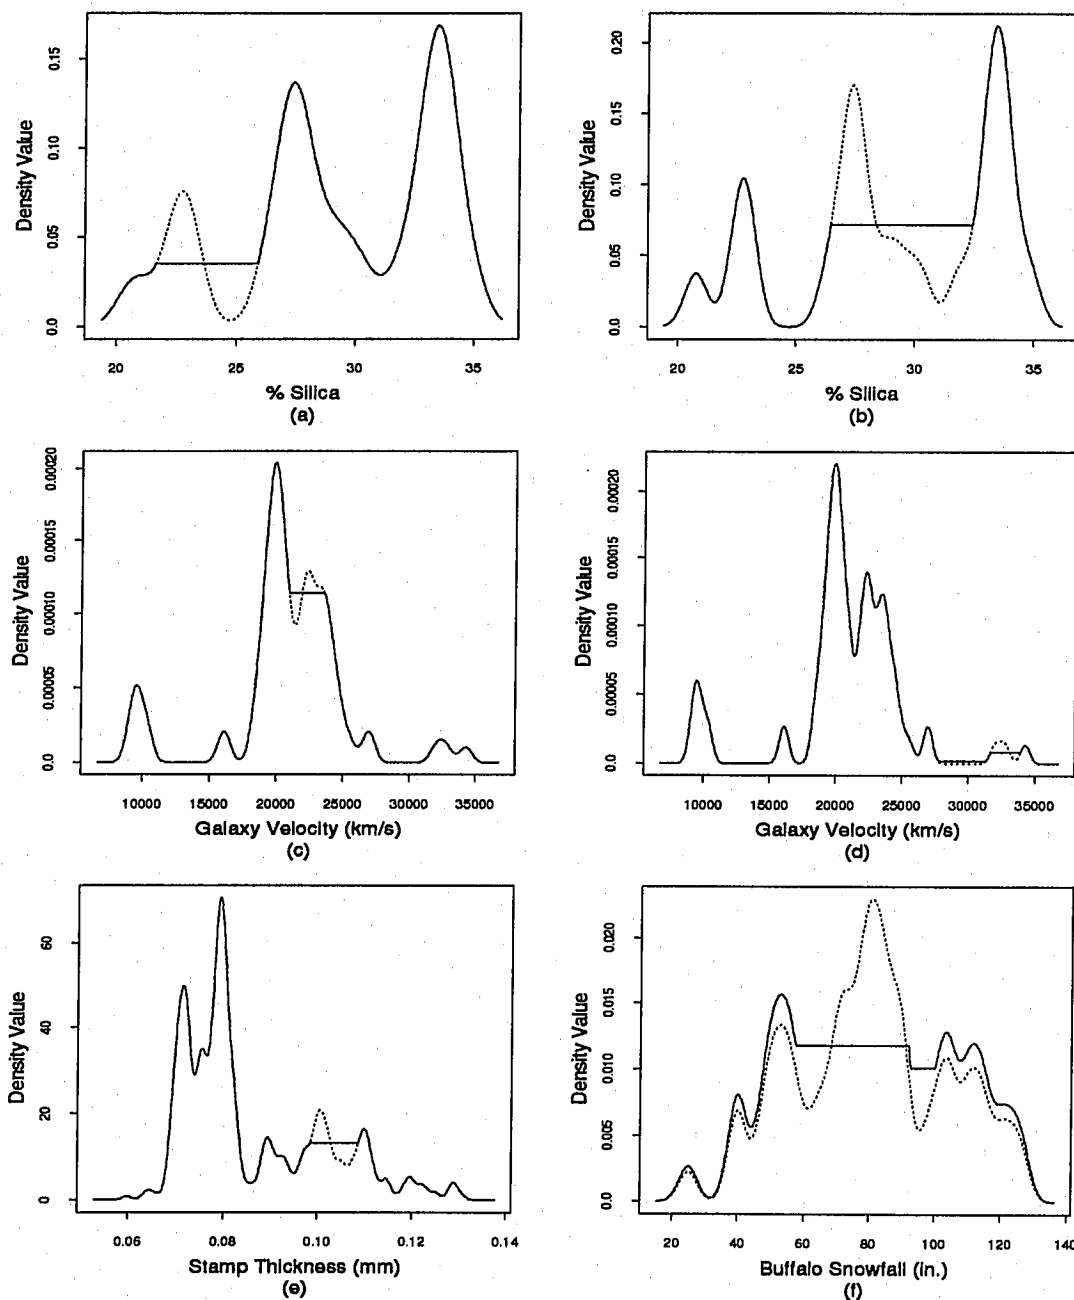 Density Value
0.0 0.05 0.10 0.15
20 25 30 35
% Silica
(a)
Density Value
0.0 0.05 0.10 0.15 0.20
20 25 30 35
% Silica
(b)
Density Value
0.0 0.00005 0.00010 0.00015 0.00020
10000 15000 20000 25000 30000 35000
Galaxy Velocity (km/s)
(c)
Density Value
0.0 0.00005 0.00010 0.00015 0.00020
10000 15000 20000 25000 30000 35000
Galaxy Velocity (km/s)
(d)
Density Value
0 20 40 60
0.06 0.08 0.10 0.12 0.14
Stamp Thickness (mm)
(e)
Density Value
0.0 0.005 0.010 0.015 0.020
20 40 60 80 100 120 140
Buffalo Snowfall (in.)
(f)